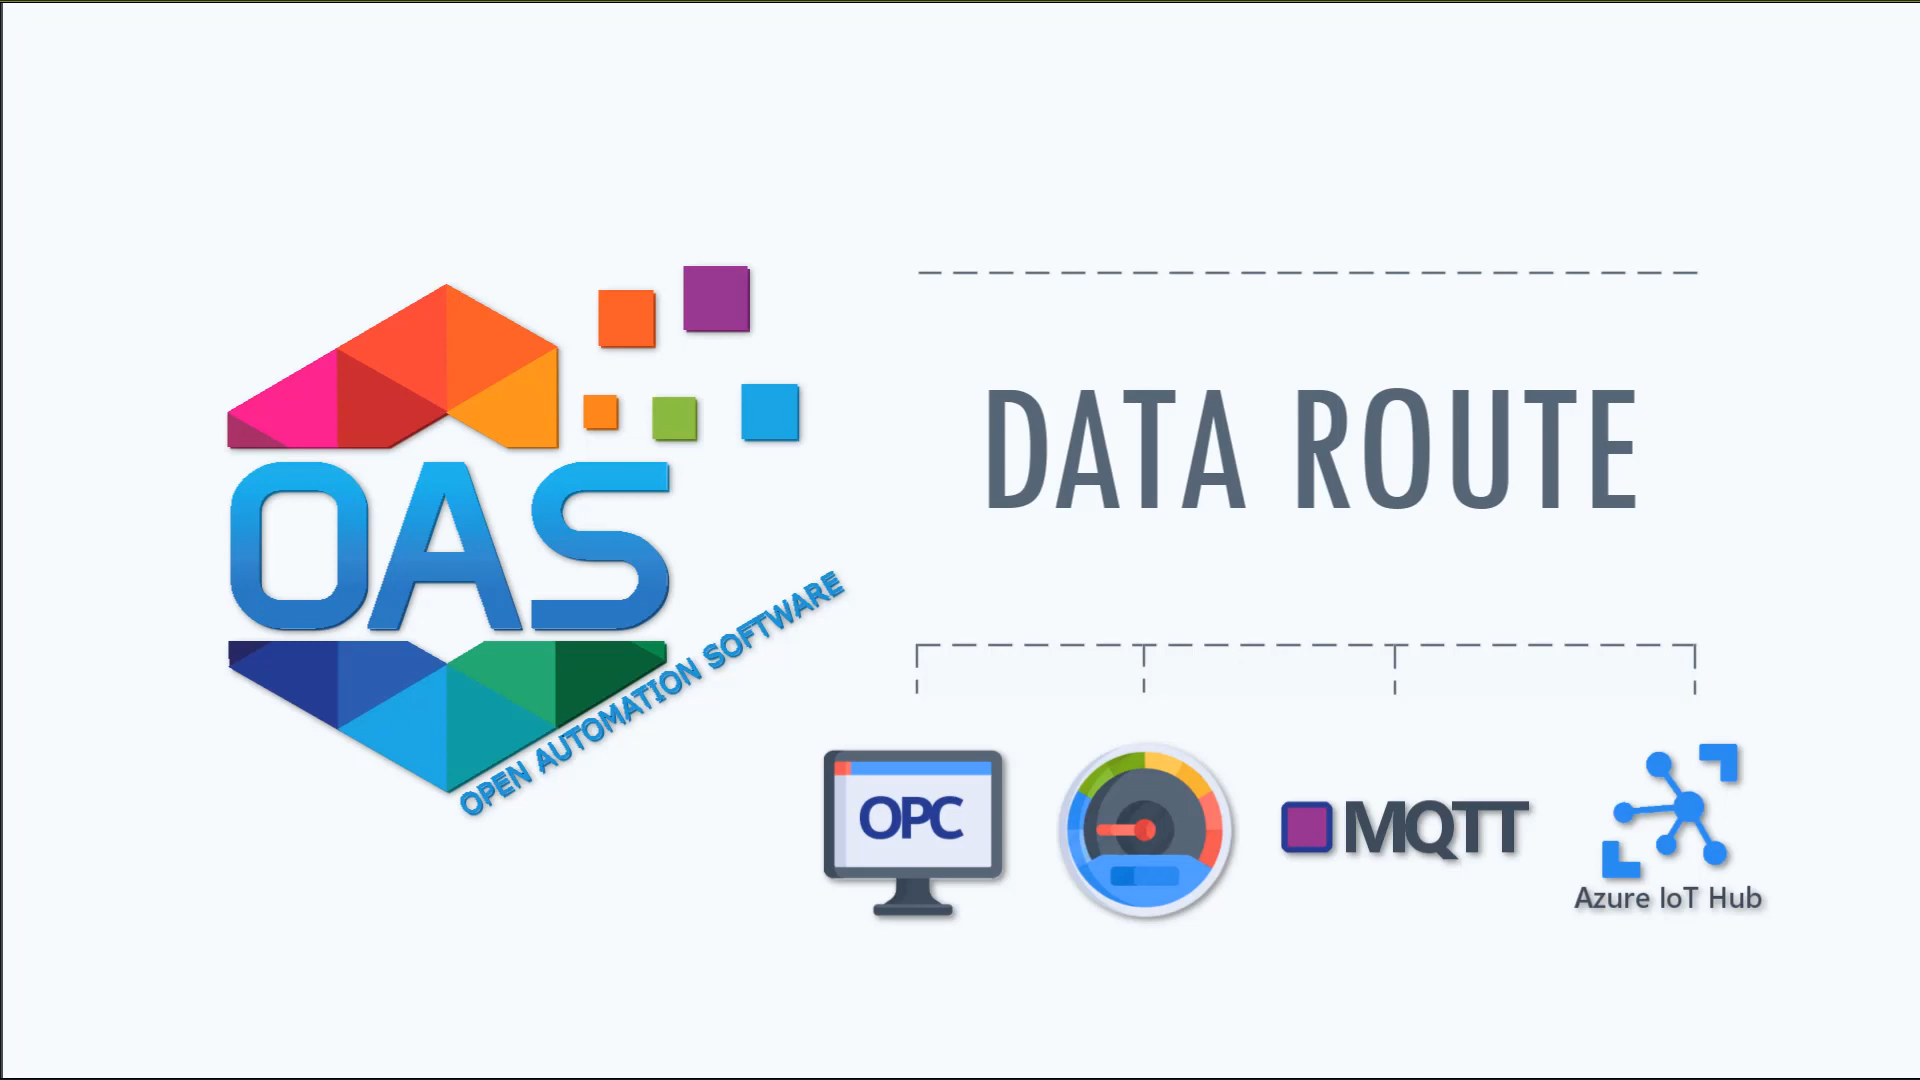 OAS
OPEN AUTOMATION SOFTWARE
DATA ROUTE
OPC
MQTT
Azure IoT Hub